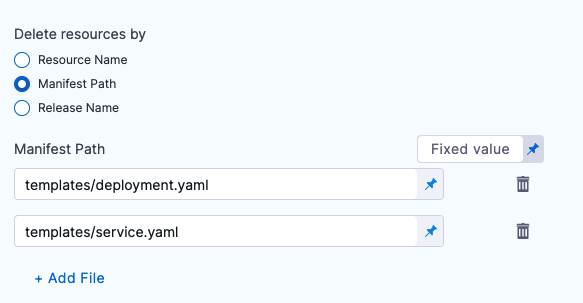 Delete resources by
Resource Name
Manifest Path
Release Name
Manifest Path Fixed value
templates/deployment.yaml
templates/service.yaml
+ Add File